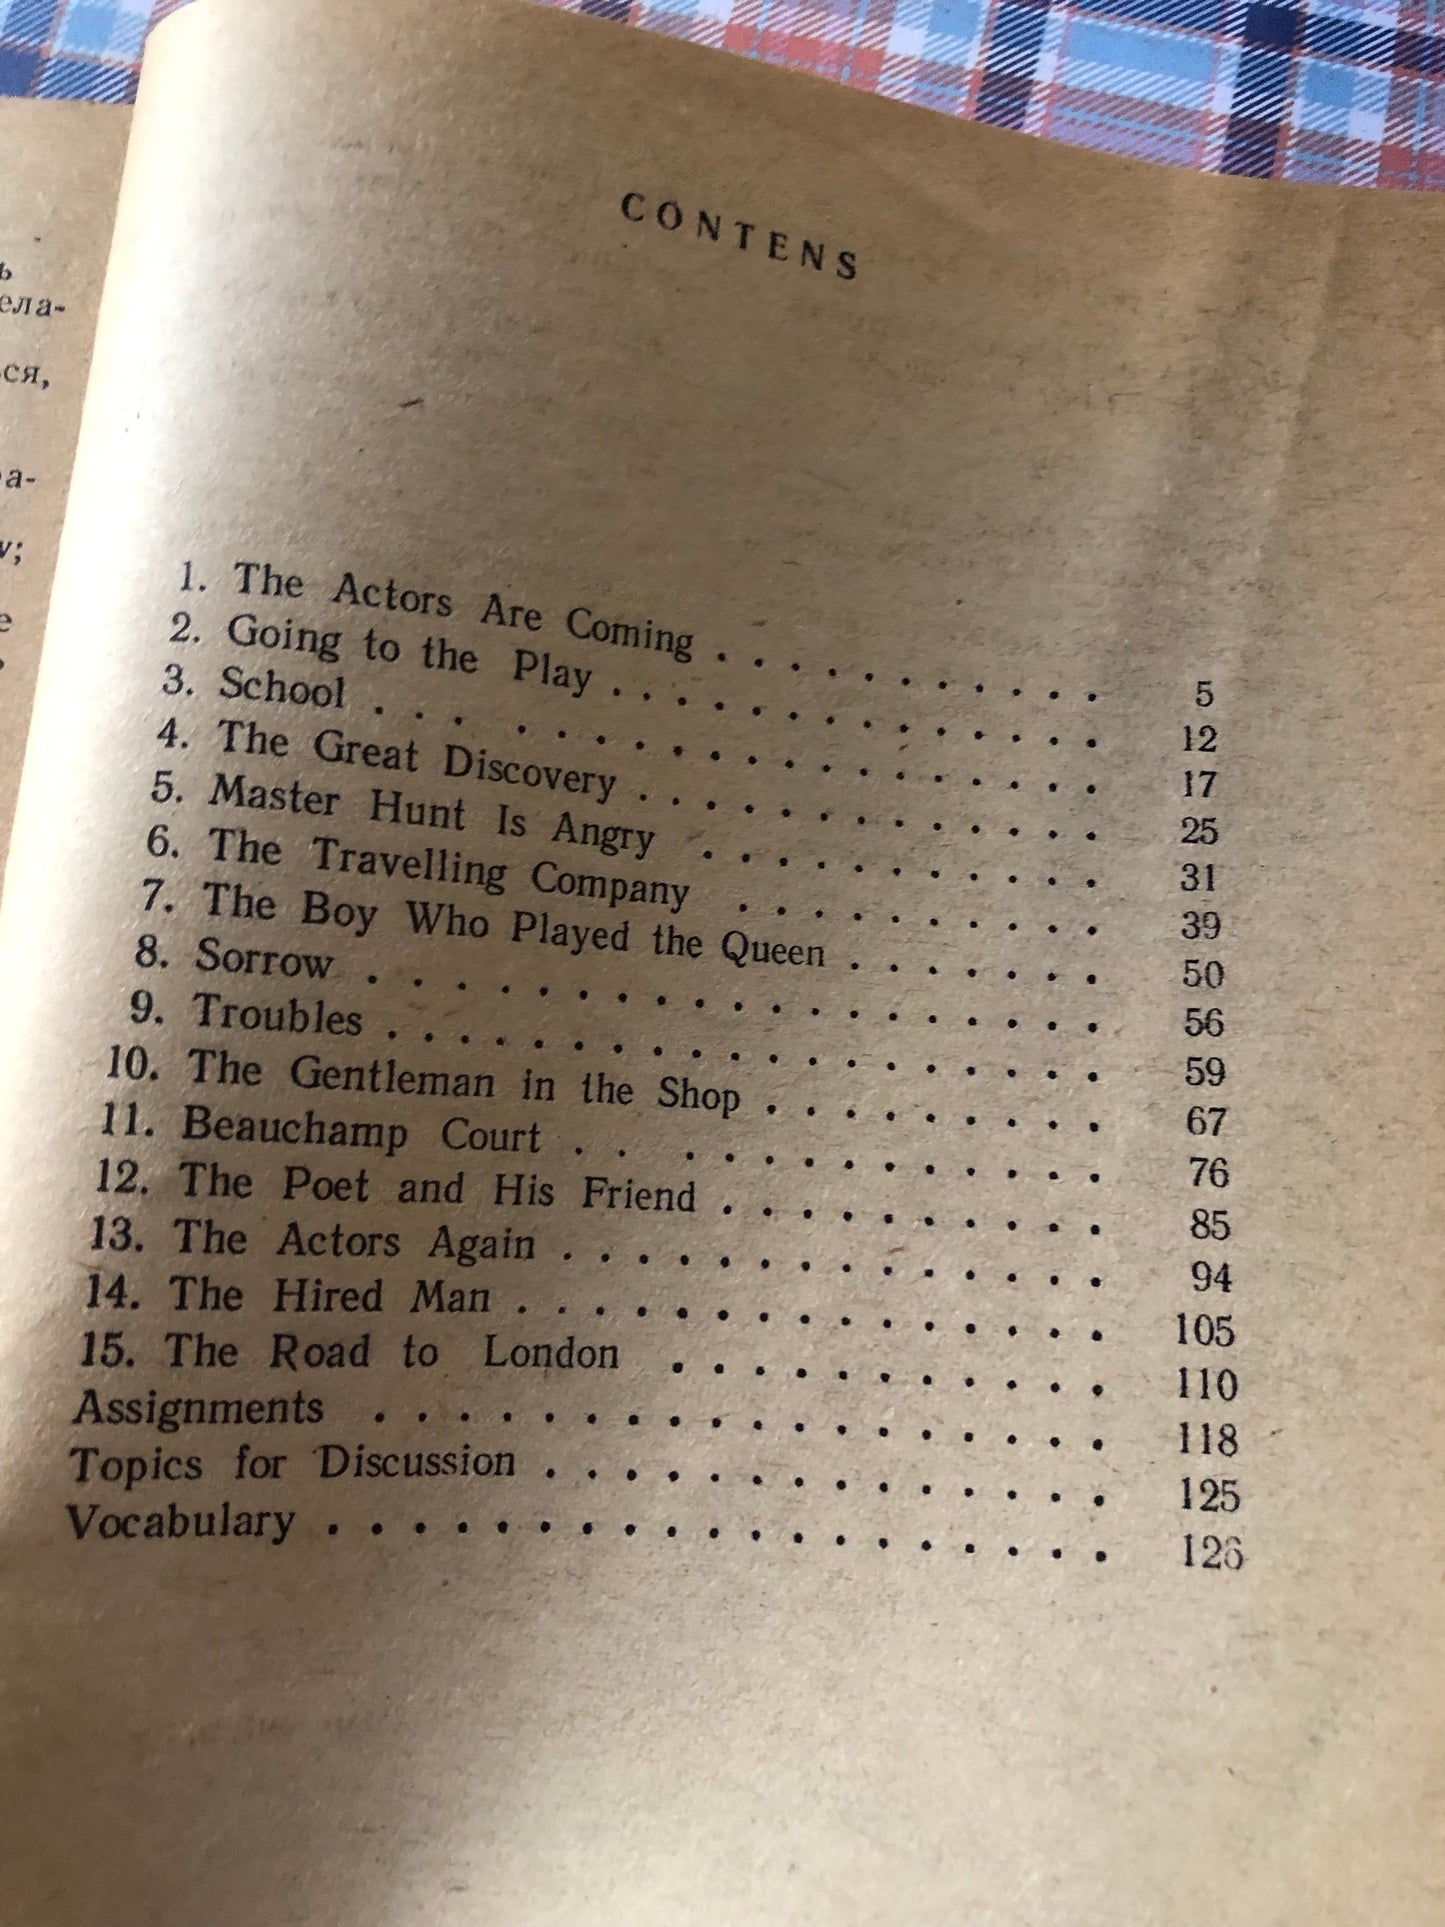 ь
ела-
ся,
а-
у;
е
CONTENS
1. The Actors Are Coming . . . . . . . . . . . 5
2. Going to the Play . . . . . . . . . . . . . . 12
3. School . . . . . . . . . . . . . . . . . . . 17
4. The Great Discovery . . . . . . . . . . . . . 25
5. Master Hunt Is Angry . . . . . . . . . . . 31
6. The Travelling Company . . . . . . . . . . 39
7. The Boy Who Played the Queen . . . . . . . 50
8. Sorrow . . . . . . . . . . . . . . . . . . 56
9. Troubles . . . . . . . . . . . . . . . . . . 59
10. The Gentleman in the Shop . . . . . . . . . 67
11. Beauchamp Court . . . . . . . . . . . . . 76
12. The Poet and His Friend . . . . . . . . . . 85
13. The Actors Again . . . . . . . . . . . . . . 94
14. The Hired Man . . . . . . . . . . . . . . . 105
15. The Road to London . . . . . . . . . . . 110
Assignments . . . . . . . . . . . . . . . . . . 118
Topics for Discussion . . . . . . . . . . . . . . 125
Vocabulary . . . . . . . . . . . . . . . . . . . 126